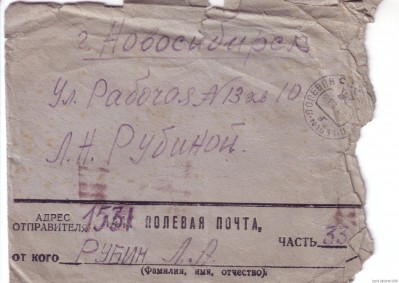 г. Новосибирск
Ул. Рабочая N 13 кв 10
Л.Н. Рубиной.
АДРЕС
ОТПРАВИТЕЛЯ: 1531 ПОЛЕВАЯ ПОЧТА,
ЧАСТЬ 33
ОТ КОГО РУБИН Л.А.
(Фамилия, имя, отчество).